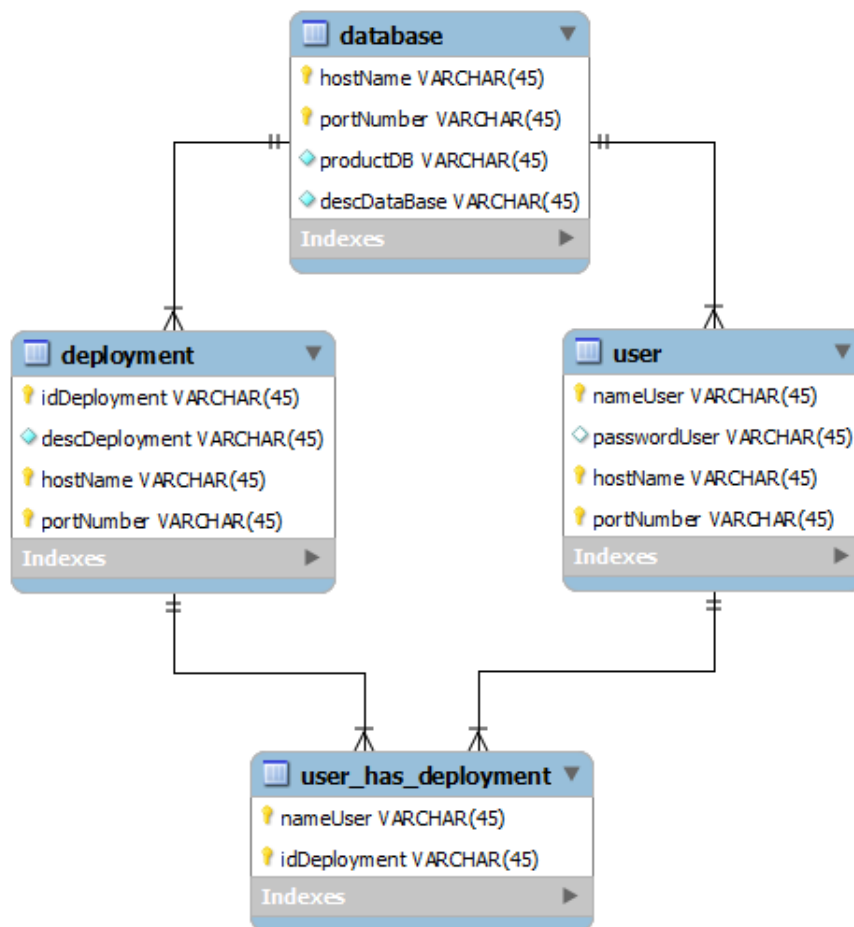 database
hostName VARCHAR(45)
portNumber VARCHAR(45)
productDB VARCHAR(45)
descDataBase VARCHAR(45)
Indexes
deployment
idDeployment VARCHAR(45)
descDeployment VARCHAR(45)
hostName VARCHAR(45)
portNumber VARCHAR(45)
Indexes
user
nameUser VARCHAR(45)
passwordUser VARCHAR(45)
hostName VARCHAR(45)
portNumber VARCHAR(45)
Indexes
user_has_deployment
nameUser VARCHAR(45)
idDeployment VARCHAR(45)
Indexes